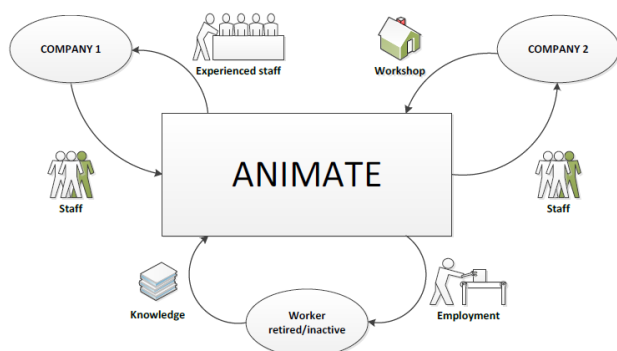 COMPANY 1
Experienced staff
Workshop
COMPANY 2
ANIMATE
Staff
Staff
Knowledge
Worker
retired/inactive
Employment